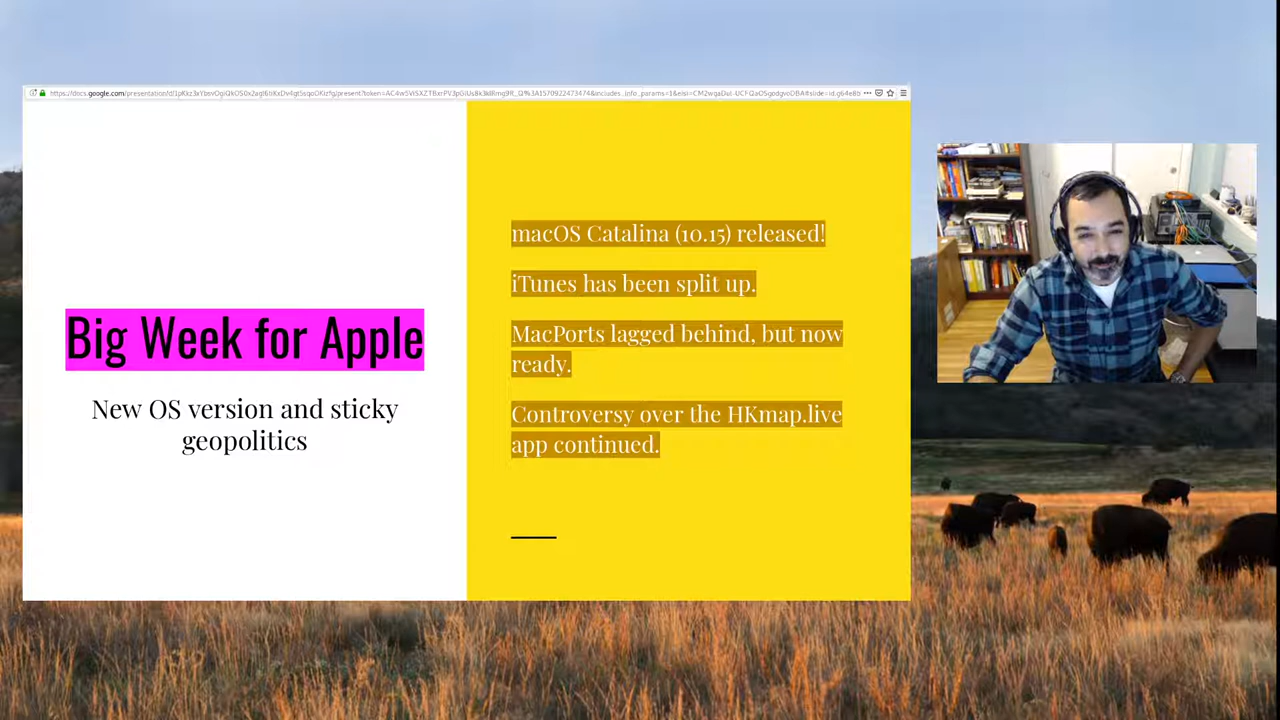 Big Week for Apple
New OS version and sticky
geopolitics
macOS Catalina (10.15) released!
iTunes has been split up.
MacPorts lagged behind, but now
ready.
Controversy over the HKmap.live
app continued.